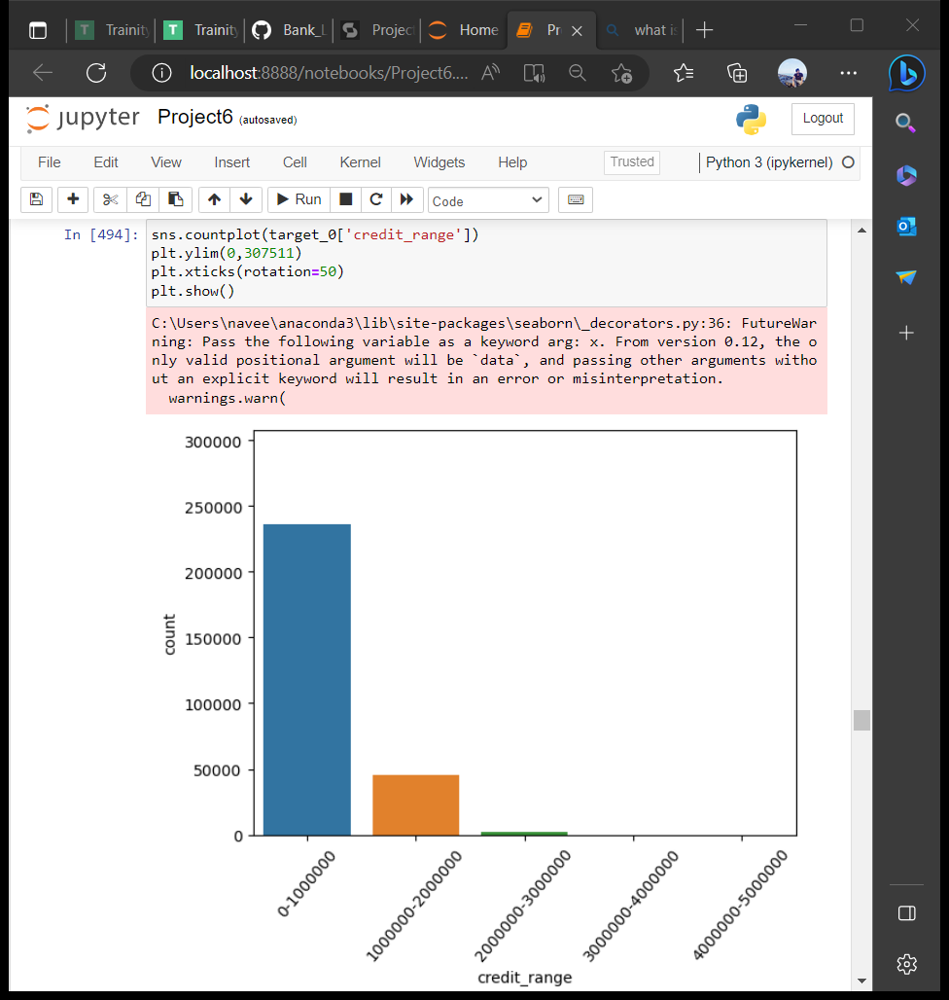 Trainity
Trainity
Bank_L
Project
Home
Pr
what is
localhost:8888/notebooks/Project6....
jupyter Project6 (autosaved)
Logout
File Edit View Insert Cell Kernel Widgets Help Trusted Python 3 (ipykernel)
Run Code
In [494]: sns.countplot(target_0['credit_range'])
plt.ylim(0,307511)
plt.xticks(rotation=50)
plt.show()
C:\Users\navee\anaconda3\lib\site-packages\seaborn\_decorators.py:36: FutureWar
ning: Pass the following variable as a keyword arg: x. From version 0.12, the o
nly valid positional argument will be `data`, and passing other arguments witho
ut an explicit keyword will result in an error or misinterpretation.
warnings.warn(
300000
250000
200000
150000
100000
50000
0
count
0-1000000
1000000-2000000
2000000-3000000
3000000-4000000
4000000-5000000
credit_range